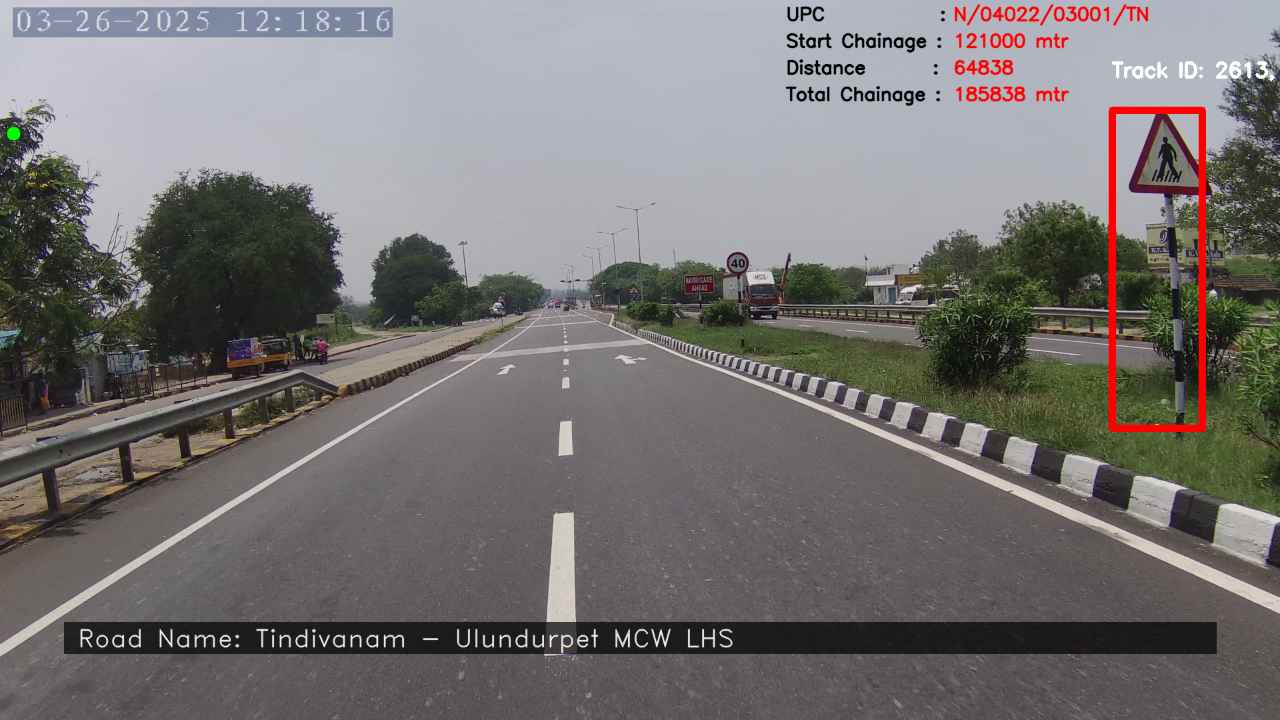 03-26-2025 12:18:16
UPC : N/04022/03001/TN
Start Chainage : 121000 mtr
Distance : 64838
Total Chainage : 185838 mtr
Track ID: 2613,
40
AHEAD
Road Name: Tindivanam - Ulundurpet MCW LHS